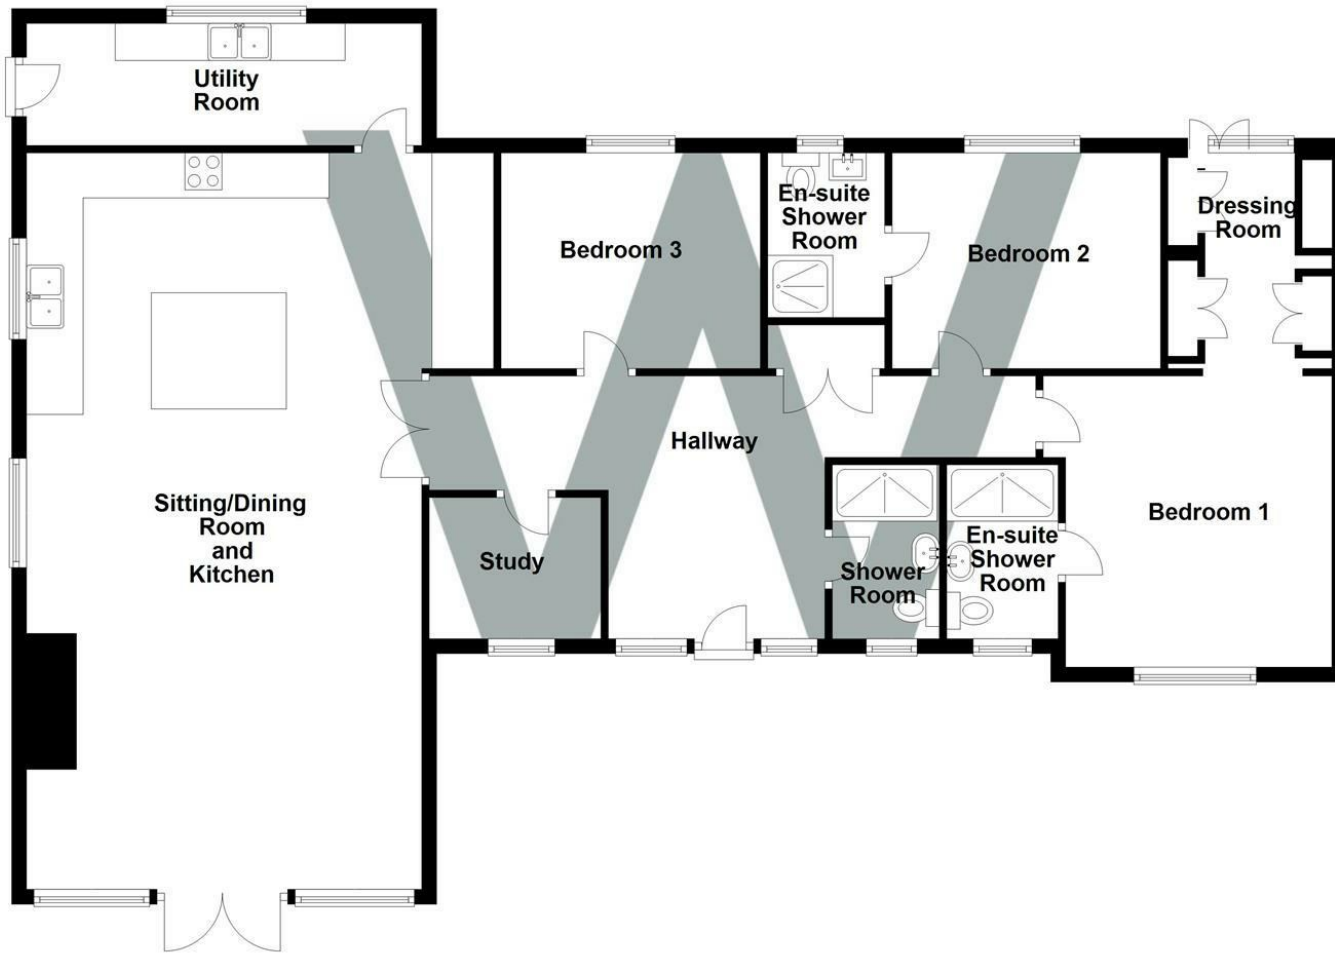 Utility
Room
En-suite
Shower
Room
Dressing
Room
Bedroom 3
Bedroom 2
Hallway
Sitting/Dining
Room
and
Kitchen
Bedroom 1
Study
Shower
Room
En-suite
Shower
Room